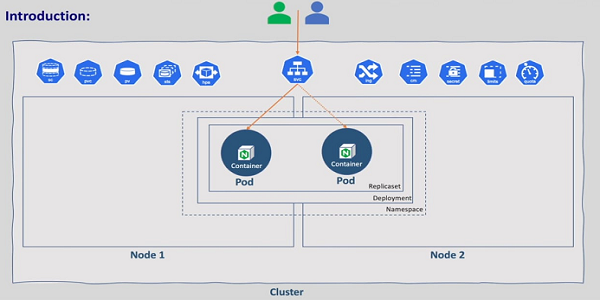 Introduction:
sc pvc pv sts hpa svc ing cm secret limits quota
N N
Container Container
Pod Pod
Replicaset
Deployment
Namespace
Node 1 Node 2
Cluster